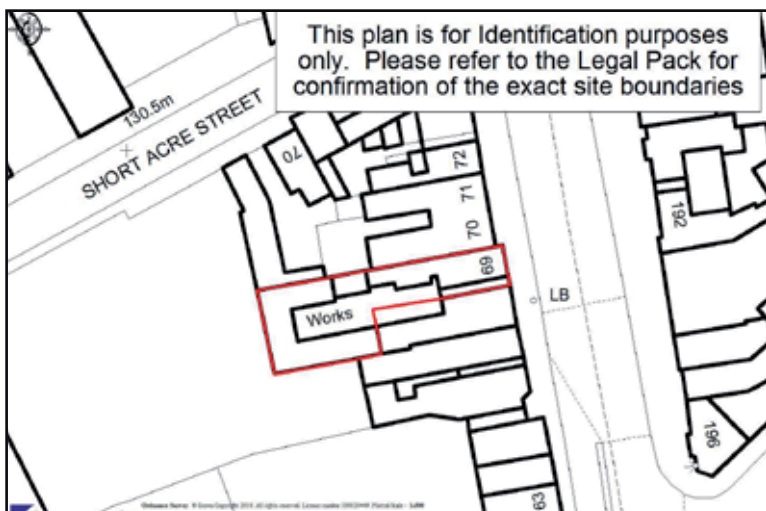 This plan is for Identification purposes
only. Please refer to the Legal Pack for
confirmation of the exact site boundaries
130.5m
SHORT ACRE STREET
70
72
71
70
69
192
LB
Works
196
63